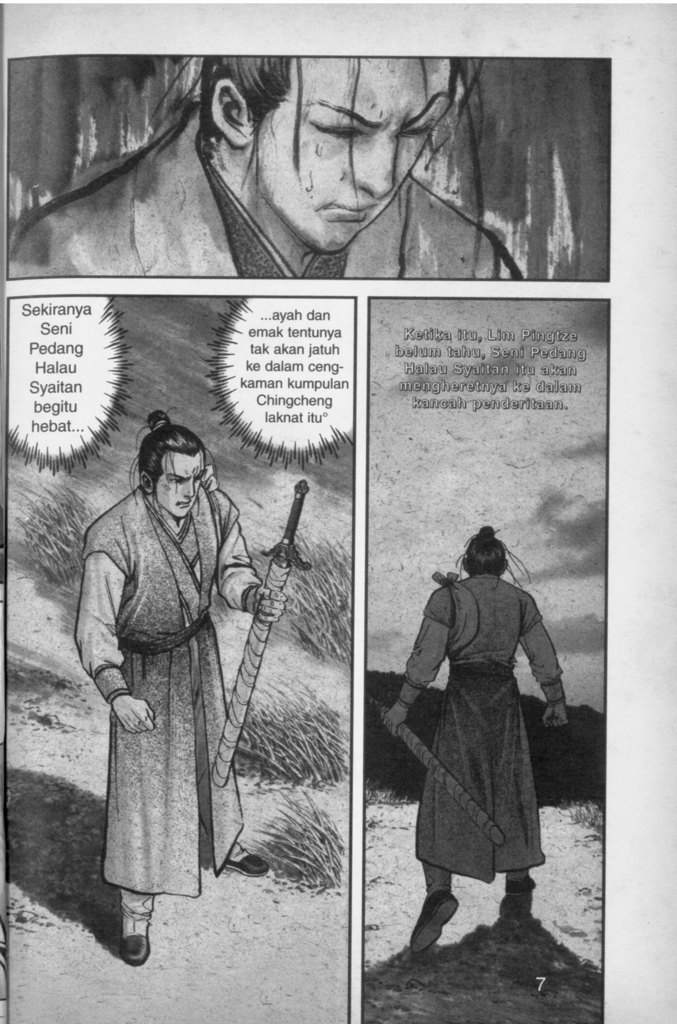 Sekiranya
Seni
Pedang
Halau
Syaitan
begitu
hebat...
...ayah dan
emak tentunya
tak akan jatuh
ke dalam ceng-
kaman kumpulan
Chingcheng
laknat itu°
Ketika itu, Lim Pingtze
belum tahu, Seni Pedang
Halau Syaitan itu akan
mengheretnya ke dalam
kancah penderitaan.
7